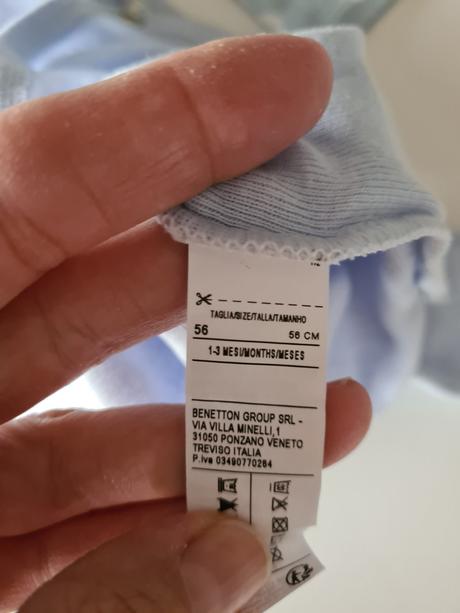 TAGLIA/SIZE/TALLA/TAMANHO
56 56 CM
1-3 MESI/MONTHS/MESES
BENETTON GROUP SRL -
VIA VILLA MINELLI,1
31050 PONZANO VENETO
TREVISO ITALIA
P.iva 03490770264